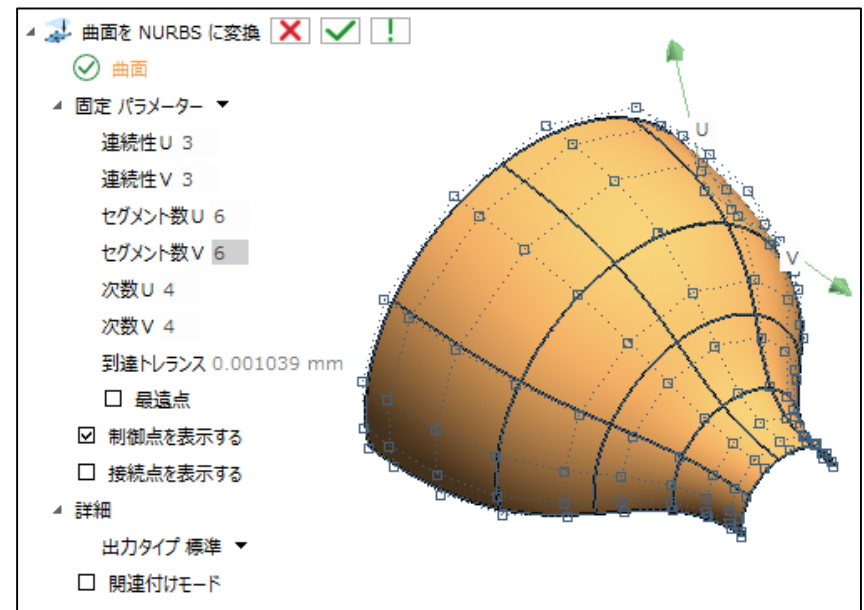 曲面を NURBS に変換
曲面
固定 パラメーター
連続性U 3
連続性V 3
セグメント数U 6
セグメント数V 6
次数U 4
次数V 4
到達トレランス 0.001039 mm
最遠点
制御点を表示する
接続点を表示する
詳細
出力タイプ 標準
関連付けモード
U
V